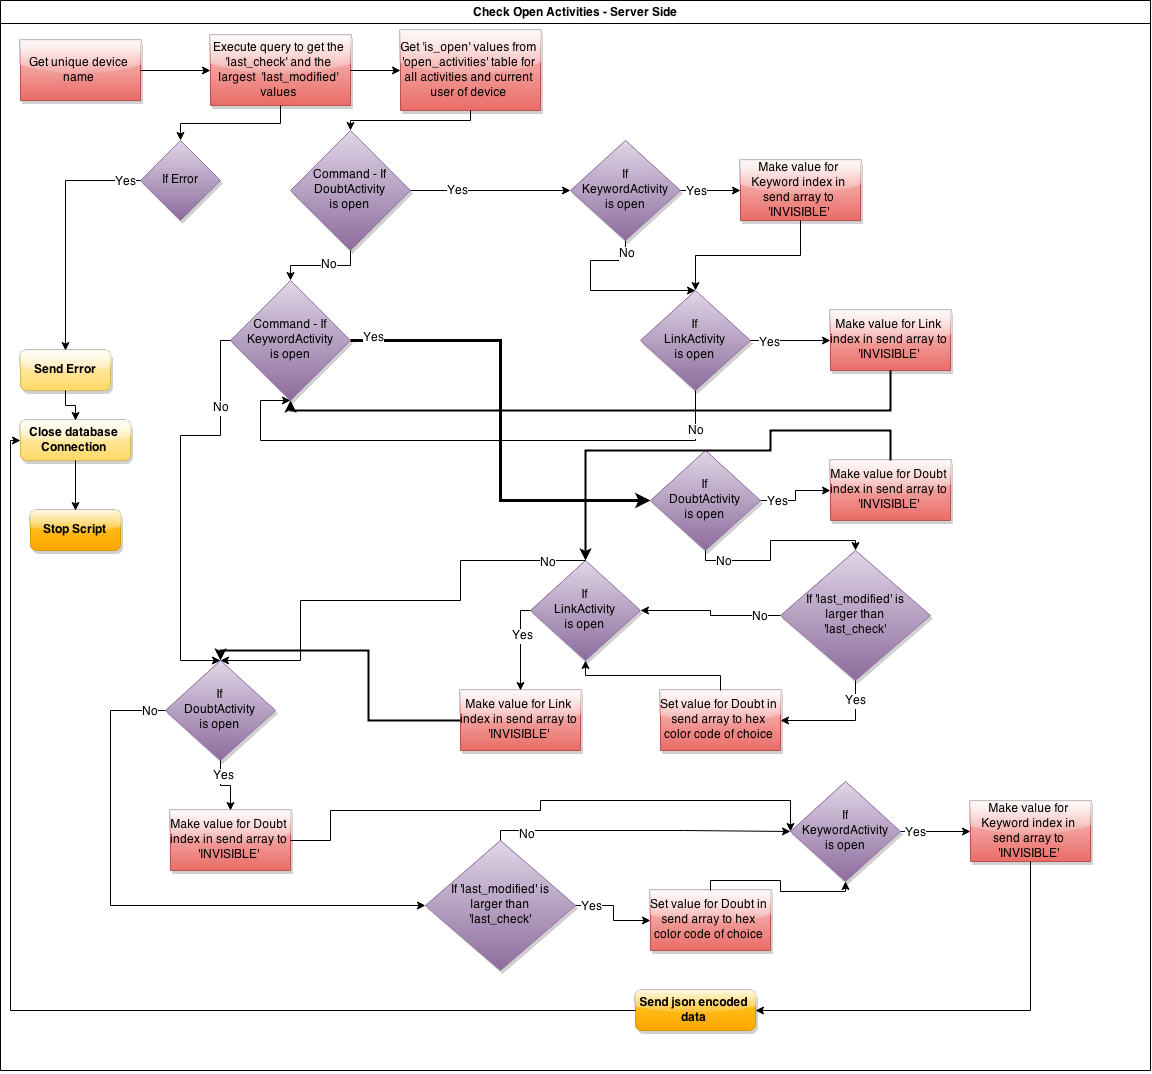 Check Open Activities - Server Side
Get unique device
name
Execute query to get the
'last_check' and the
largest 'last_modified'
values
Get 'is_open' values from
'open_activities' table for
all activities and current
user of device
If Error
Yes
Command - If
DoubtActivity
is open
Yes
If
KeywordActivity
is open
Yes
Make value for
Keyword index in
send array to
'INVISIBLE'
No
No
Command - If
KeywordActivity
is open
Yes
If
LinkActivity
is open
Yes
Make value for Link
index in send array to
'INVISIBLE'
Send Error
No
No
Close database
Connection
Stop Script
If
DoubtActivity
is open
Yes
Make value for Doubt
index in send array to
'INVISIBLE'
No
No
If
LinkActivity
is open
No
If 'last_modified' is
larger than
'last_check'
Yes
Yes
If
DoubtActivity
is open
No
Make value for Link
index in send array to
'INVISIBLE'
Set value for Doubt in
send array to hex
color code of choice
Yes
Make value for Doubt
index in send array to
'INVISIBLE'
No
If
KeywordActivity
is open
Yes
Make value for
Keyword index in
send array to
'INVISIBLE'
If 'last_modified' is
larger than
'last_check'
Yes
Set value for Doubt in
send array to hex
color code of choice
Send json encoded
data